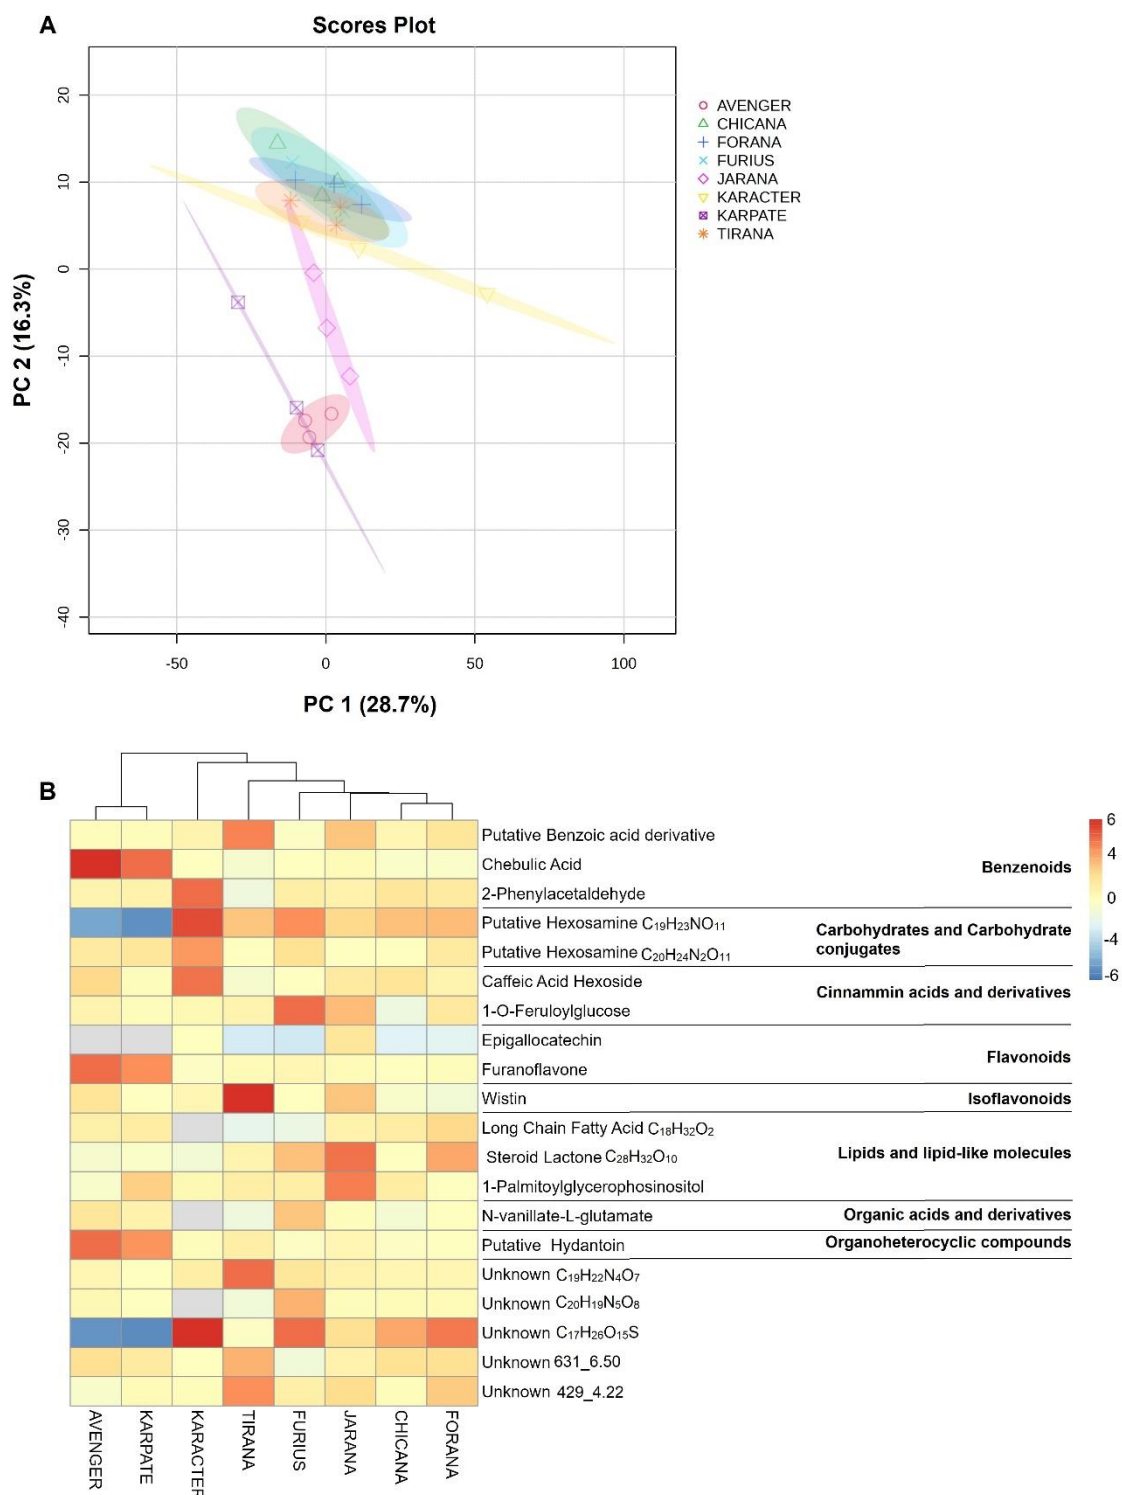 A
Scores Plot
20
10
0
-10
-20
-30
-40
PC 2 (16.3%)
-50
0
50
100
PC 1 (28.7%)
AVENGER
CHICANA
FORANA
FURIUS
JARANA
KARACTER
KARPATE
TIRANA
B
Putative Benzoic acid derivative
Chebulic Acid
2-Phenylacetaldehyde
Putative Hexosamine C₁₉H₂₃NO₁₁
Putative Hexosamine C₂₀H₂₄N₂O₁₁
Caffeic Acid Hexoside
1-O-Feruloylglucose
Epigallocatechin
Furanoflavone
Wistin
Long Chain Fatty Acid C₁₈H₃₂O₂
Steroid Lactone C₂₈H₃₂O₁₀
1-Palmitoylglycerophosinositol
N-vanillate-L-glutamate
Putative Hydantoin
Unknown C₁₉H₂₂N₄O₇
Unknown C₂₀H₁₉N₅O₈
Unknown C₁₇H₂₆O₁₅S
Unknown 631_6.50
Unknown 429_4.22
Benzenoids
Carbohydrates and Carbohydrate
conjugates
Cinnammin acids and derivatives
Flavonoids
Isoflavonoids
Lipids and lipid-like molecules
Organic acids and derivatives
Organoheterocyclic compounds
6
4
0
-4
-6
AVENGER
KARPATE
KARACTER
TIRANA
FURIUS
JARANA
CHICANA
FORANA